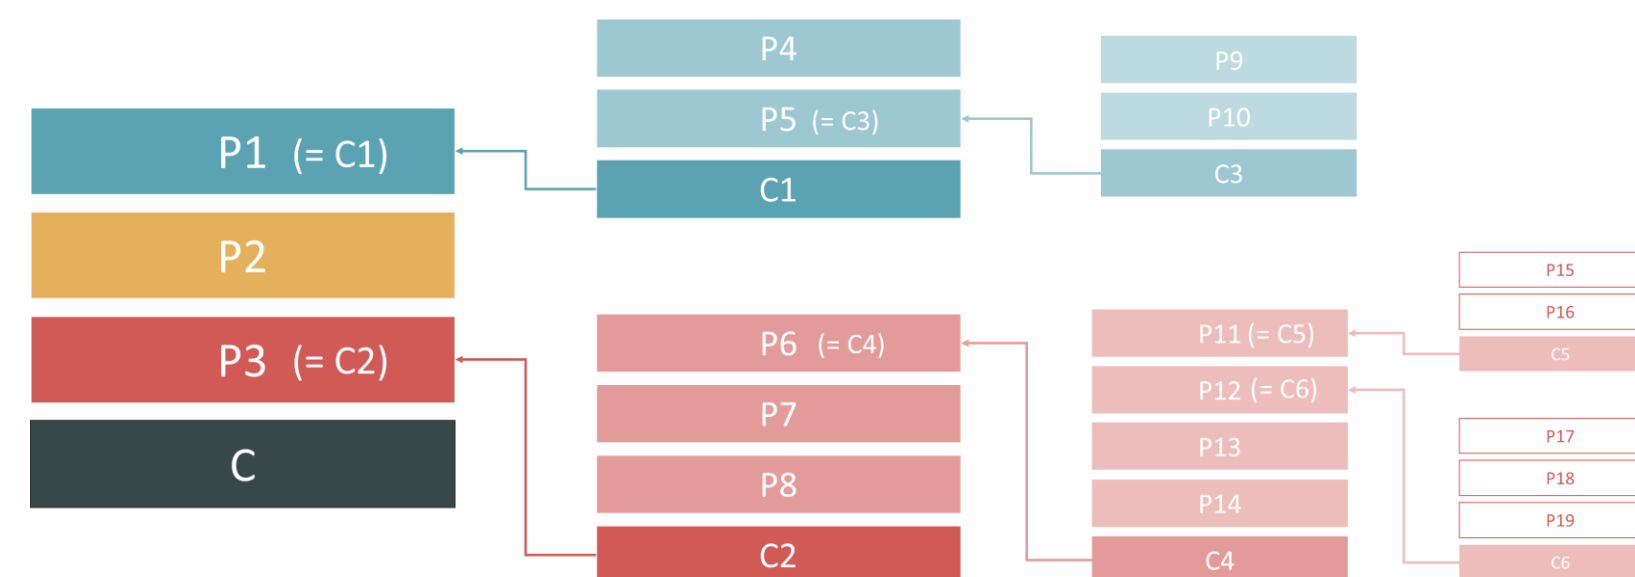 P1 (= C1)
P2
P3 (= C2)
C
P4
P5 (= C3)
C1
P6 (= C4)
P7
P8
C2
P9
P10
C3
P11 (= C5)
P12 (= C6)
P13
P14
C4
P15
P16
C5
P17
P18
P19
C6